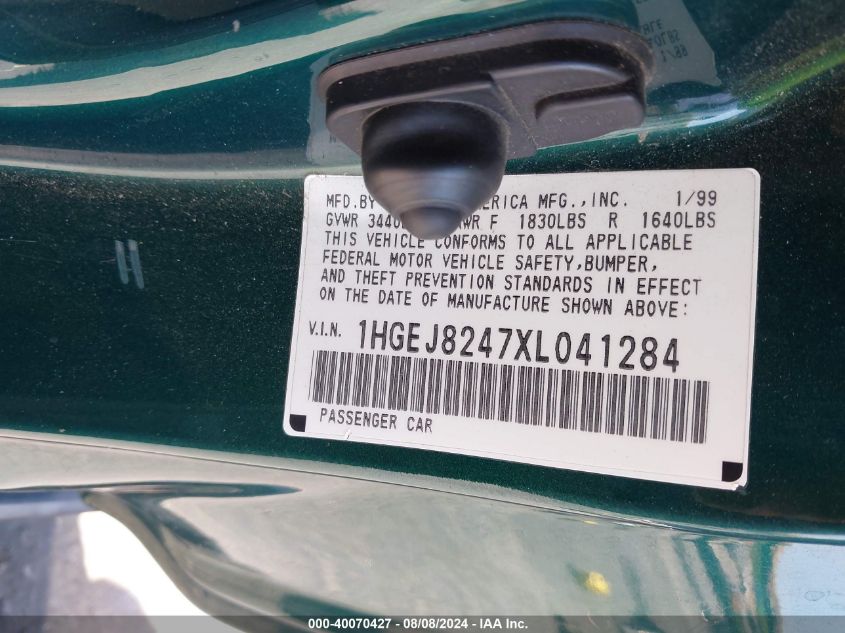 MFD.BY ERICA MFG.,INC. 1/99
GVWR 3440 WR F 1830LBS R 1640LBS
THIS VEHICLE CONFORMS TO ALL APPLICABLE
FEDERAL MOTOR VEHICLE SAFETY,BUMPER,
AND THEFT PREVENTION STANDARDS IN EFFECT
ON THE DATE OF MANUFACTURE SHOWN ABOVE:
V.I.N. 1HGEJ8247XL041284
PASSENGER CAR
000-40070427 - 08/08/2024 - IAA Inc.